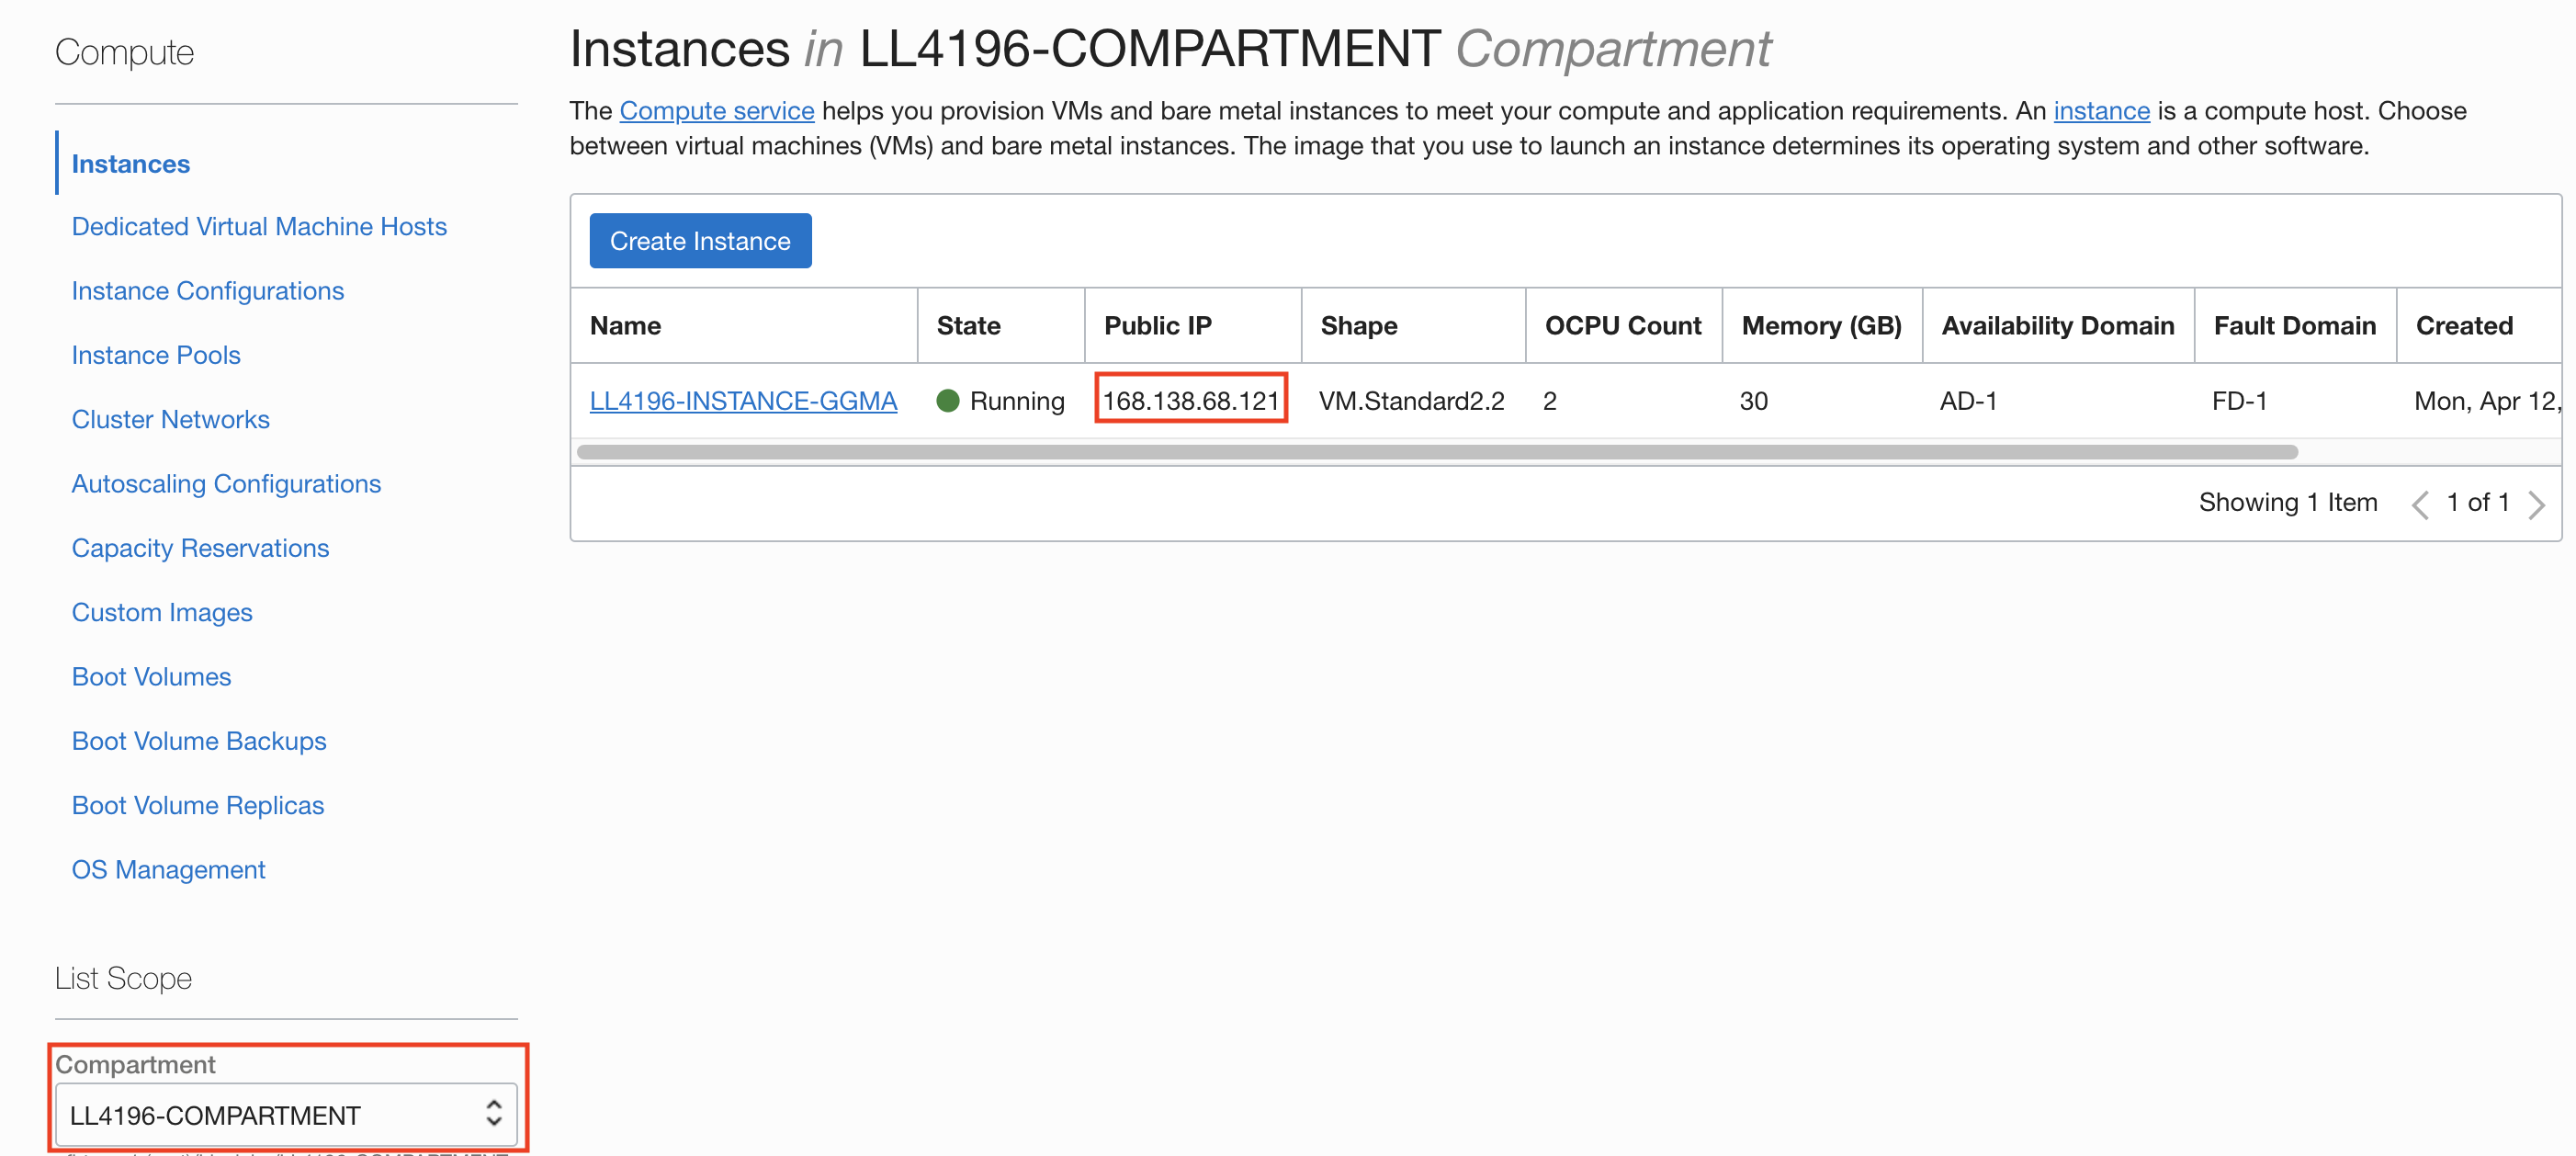 Compute
Instances
Dedicated Virtual Machine Hosts
Instance Configurations
Instance Pools
Cluster Networks
Autoscaling Configurations
Capacity Reservations
Custom Images
Boot Volumes
Boot Volume Backups
Boot Volume Replicas
OS Management
List Scope
Compartment
LL4196-COMPARTMENT
Instances in LL4196-COMPARTMENT Compartment
The Compute service helps you provision VMs and bare metal instances to meet your compute and application requirements. An instance is a compute host. Choose
between virtual machines (VMs) and bare metal instances. The image that you use to launch an instance determines its operating system and other software.
Create Instance
Name State Public IP Shape OCPU Count Memory (GB) Availability Domain Fault Domain Created
LL4196-INSTANCE-GGMA Running 168.138.68.121 VM.Standard2.2 2 30 AD-1 FD-1 Mon, Apr 12,
Showing 1 Item 1 of 1